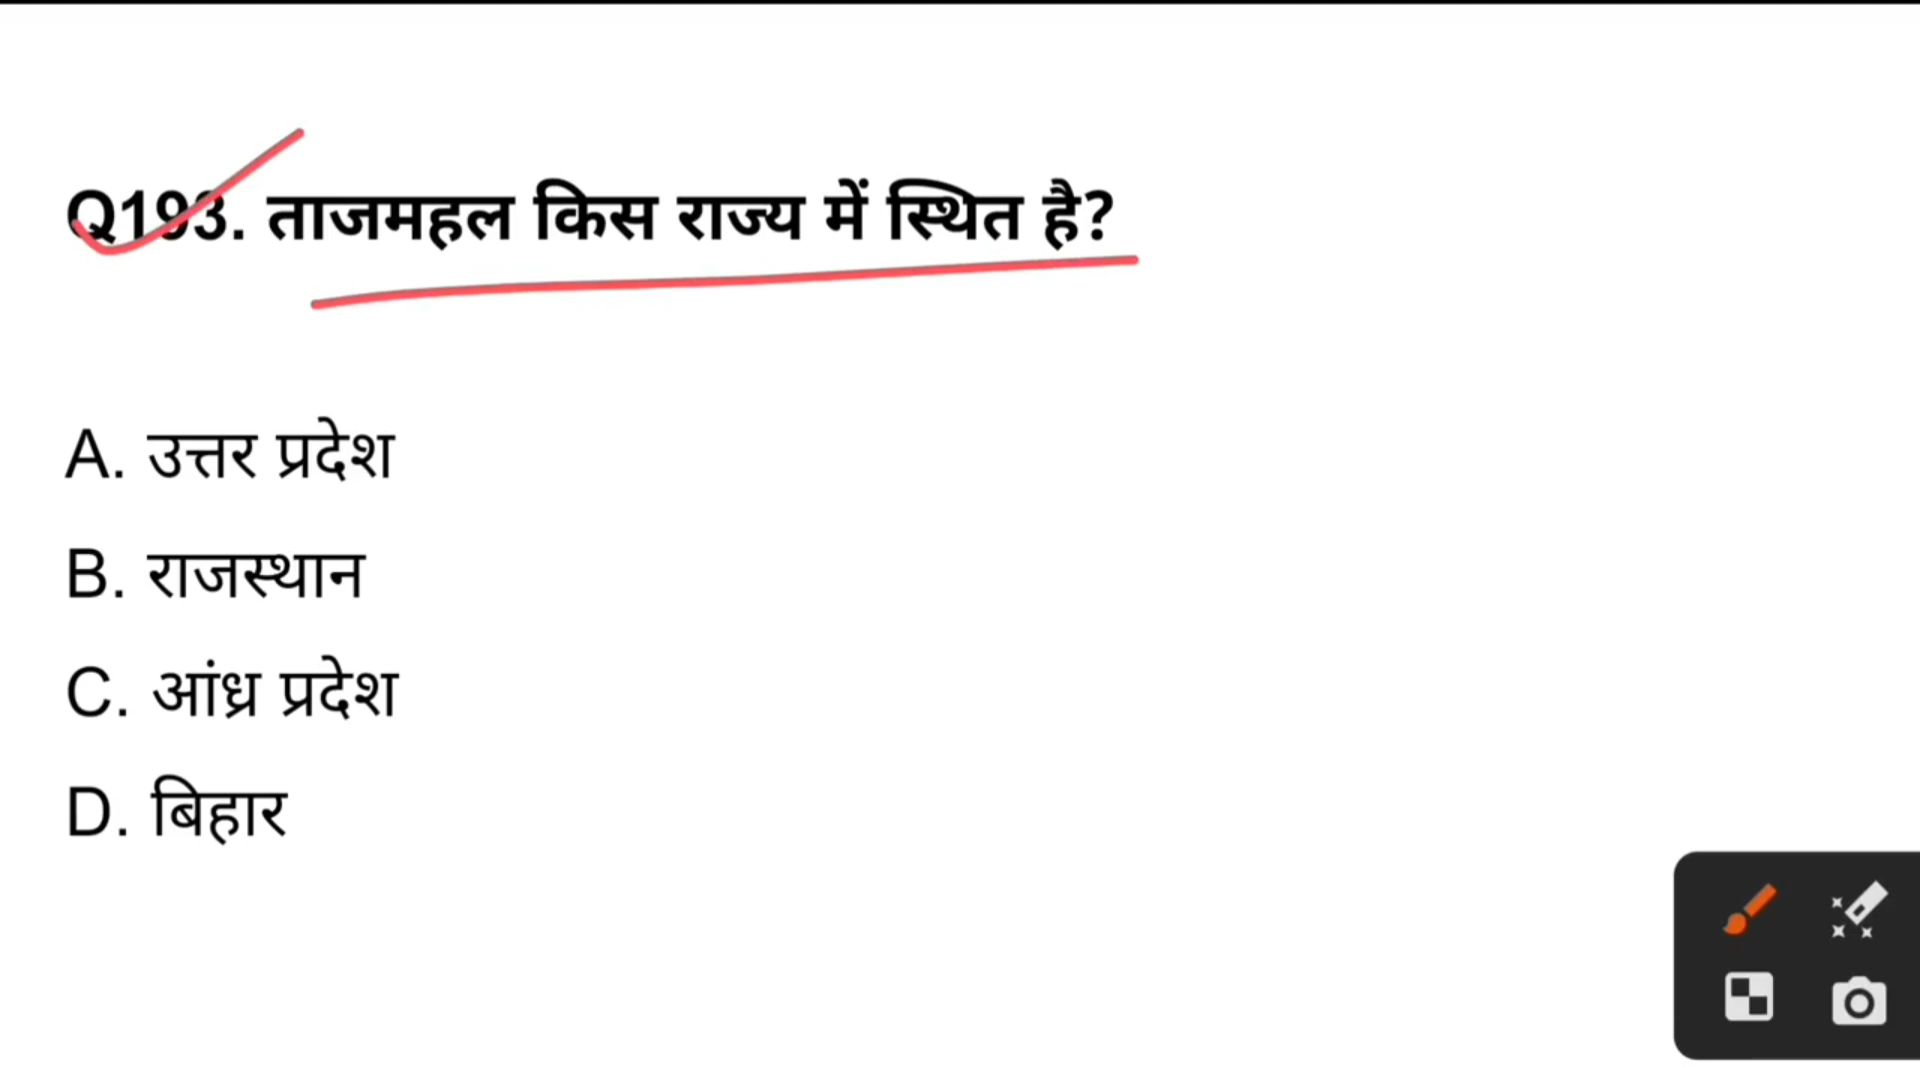 Q193. ताजमहल किस राज्य में स्थित है?
A. उत्तर प्रदेश
B. राजस्थान
C. आंध्र प्रदेश
D. बिहार